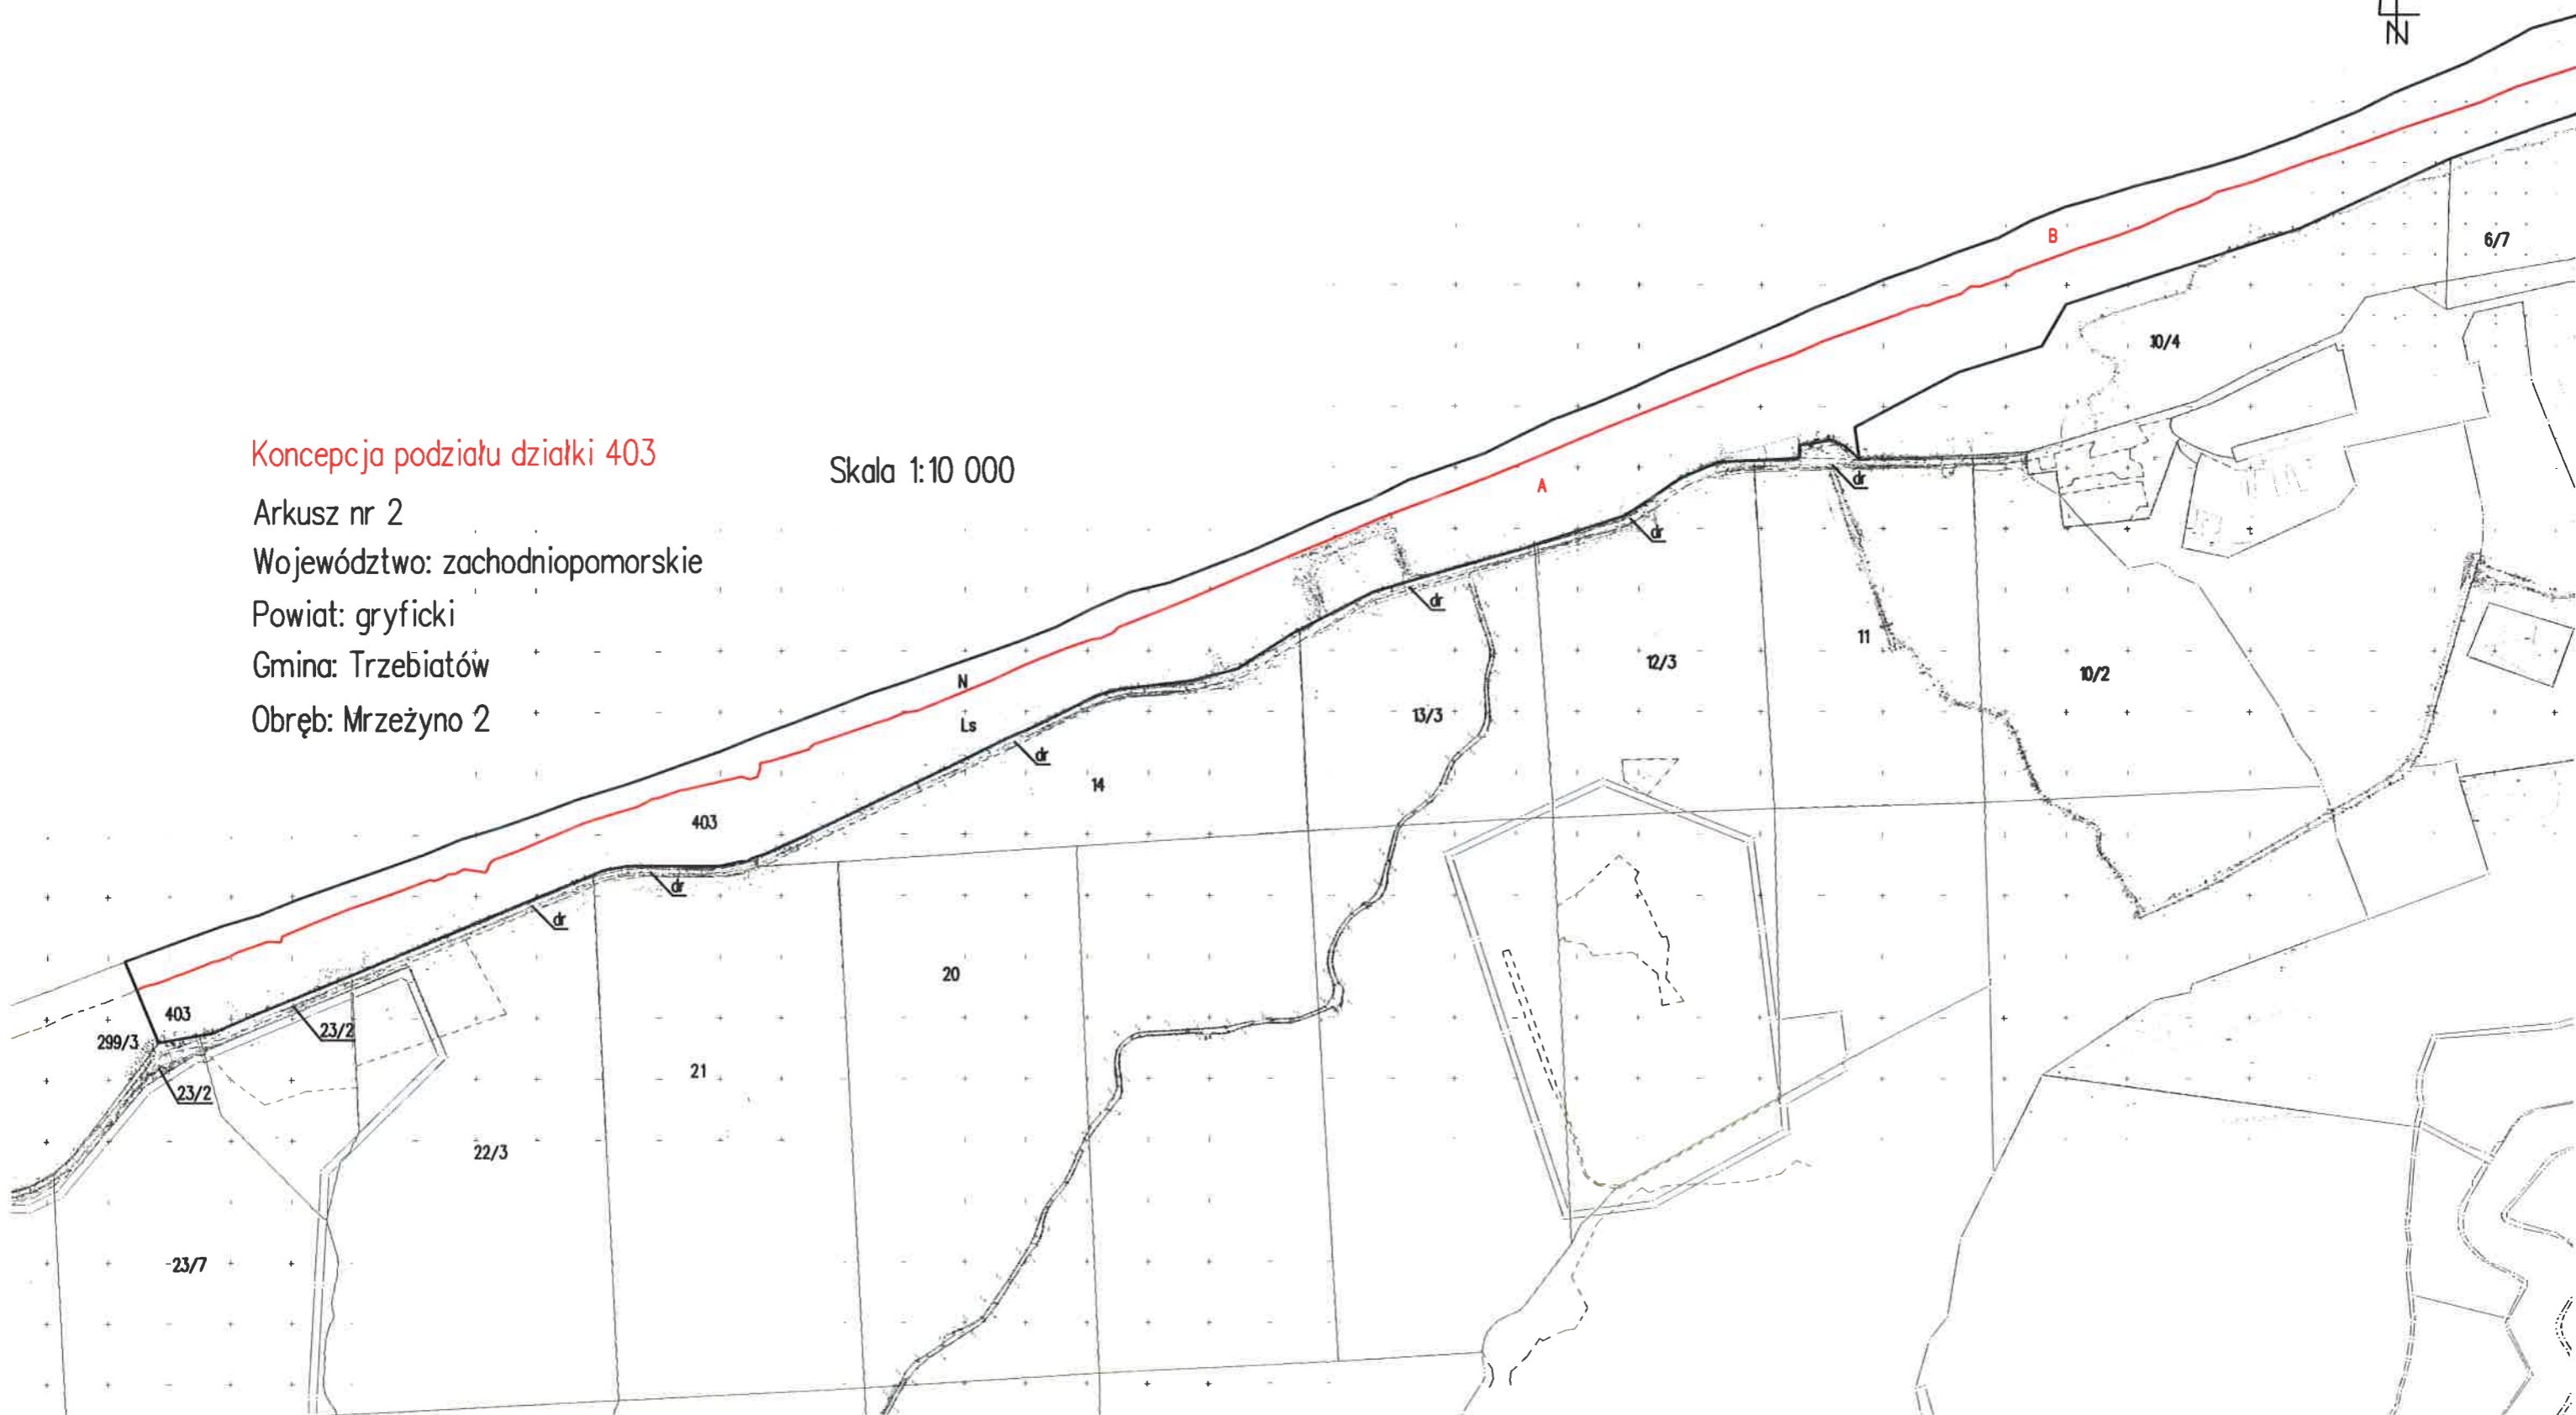 N
B
6/7
10/4
Koncepcja podziału działki 403
Skala 1:10 000
Arkusz nr 2
Województwo: zachodniopomorskie
Powiat: gryficki
Gmina: Trzebiatów
Obręb: Mrzeżyno 2
A
dr
dr
dr
11
12/3
10/2
N
Ls
13/3
dr
14
403
dr
dr
20
403
23/2
299/3
21
23/2
22/3
23/7